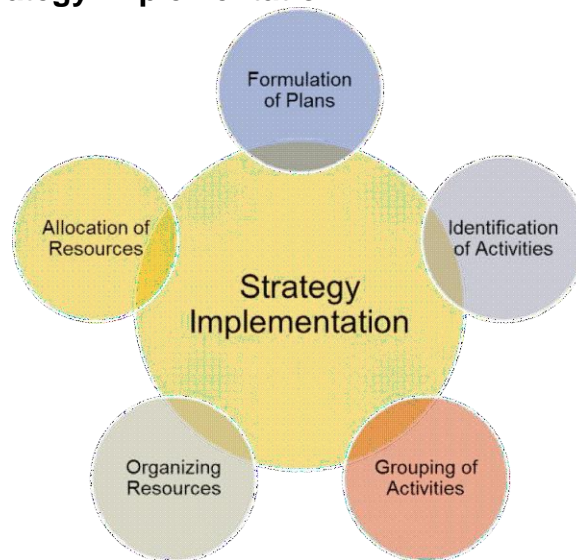 Formulation
of Plans
Allocation of
Resources
Identification
of Activities
Strategy
Implementation
Organizing
Resources
Grouping of
Activities